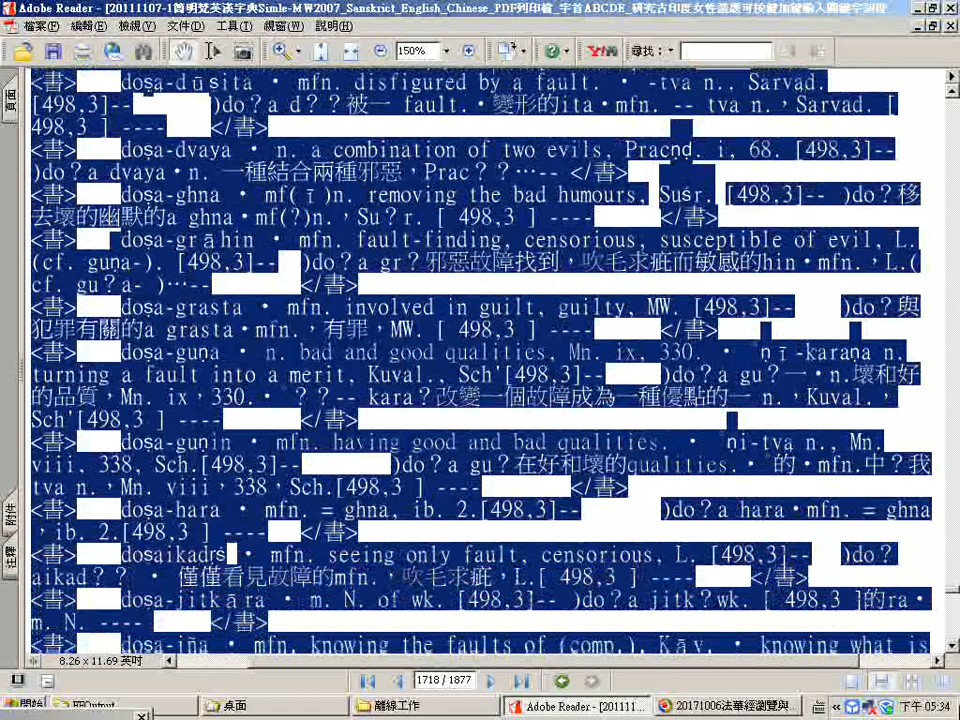 Adobe Reader - [20111107-1簡明梵英漢字典Simle-MW2007_Sanskrit_English_Chinese_PDF列印檔_字首ABCDE_研究古印度女性議題可按
檔案(F) 編輯(E) 檢視(V) 文件(D) 工具(T) 視窗(W) 說明(H)
150% 尋找：
頁面
<書> doṣa-dūṣita • mfn. disfigured by a fault. • -tva n., Sarvad.
[498,3]-- )do?a d??被一 fault.•變形的ita•mfn. -- tva n.，Sarvad. [
498,3 ] ---- </書>
<書> doṣa-dvaya • n. a combination of two evils, Pracṇḍ. i, 68. [498,3]--
)do?a dvaya•n. 一種結合兩種邪惡，Prac??…-- </書>
<書> doṣa-ghna • mf(ī)n. removing the bad humours, Suśr. [498,3]-- )do?移
去壞的幽默的a ghna•mf(?)n.，Su?r. [ 498,3 ] ---- </書>
<書> doṣa-grāhin • mfn. fault-finding, censorious, susceptible of evil, L.
(cf. guṇa-). [498,3]-- )do?a gr?邪惡故障找到，吹毛求疵而敏感的hin•mfn.，L.(
cf. gu?a- )…-- </書>
<書> doṣa-grasta • mfn. involved in guilt, guilty, MW. [498,3]-- )do?與
犯罪有關的a grasta•mfn.，有罪，MW. [ 498,3 ] ---- </書>
<書> doṣa-guṇa • n. bad and good qualities, Mn. ix, 330. • ṇī-karaṇa n.
turning a fault into a merit, Kuval., Sch'[498,3]-- )do?a gu?一•n.壞和好
的品質，Mn. ix，330.• ??-- kara?改變一個故障成為一種優點的一 n.，Kuval.，
Sch'[498,3 ] ---- </書>
<書> doṣa-guṇin • mfn. having good and bad qualities. • ṇi-tva n., Mn.
viii, 338, Sch.[498,3]-- )do?a gu?在好和壞的qualities.• 的•mfn.中?我
tva n.，Mn. viii，338，Sch.[498,3 ] ---- </書>
<書> doṣa-hara • mfn. = ghna, ib. 2.[498,3]-- )do?a hara•mfn. = ghna
，ib. 2.[498,3 ] ---- </書>
<書> doṣaikadṛś • mfn. seeing only fault, censorious, L.[498,3]-- )do?
aikad?? • 僅僅看見故障的mfn.，吹毛求疵，L.[ 498,3 ] ---- </書>
<書> doṣa-jitkāra • m. N. of wk. [498,3]-- )do?a jitk?wk. [ 498,3 ]的ra•
m. N. ---- </書>
<書> doṣa-jña • mfn. knowing the faults of (comp.), Kāv. • knowing what is
附件
注釋
8.26 x 11.69 英吋
1718 / 1877
開始 EFOutput 桌面 離線工作 Adobe Reader - [201111... 20171006法華經瀏覽與... 下午 05:34